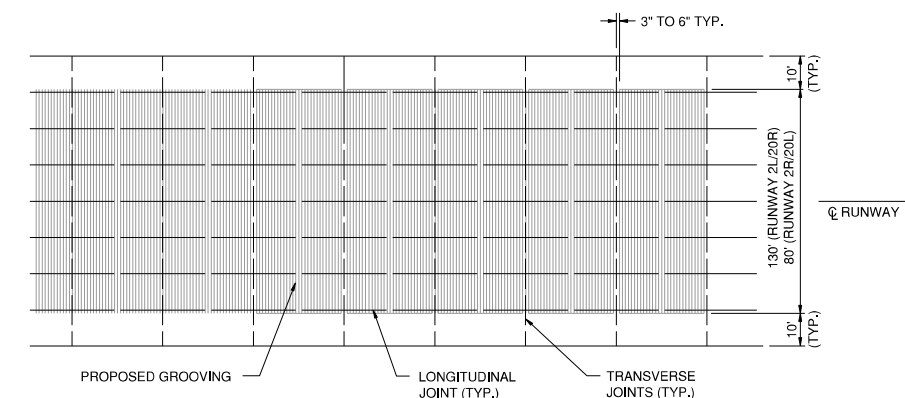 3" TO 6" TYP.
10'
(TYP.)
130' (RUNWAY 2L/20R)
80' (RUNWAY 2R/20L)
℄ RUNWAY
10'
(TYP.)
PROPOSED GROOVING
LONGITUDINAL
JOINT (TYP.)
TRANSVERSE
JOINTS (TYP.)